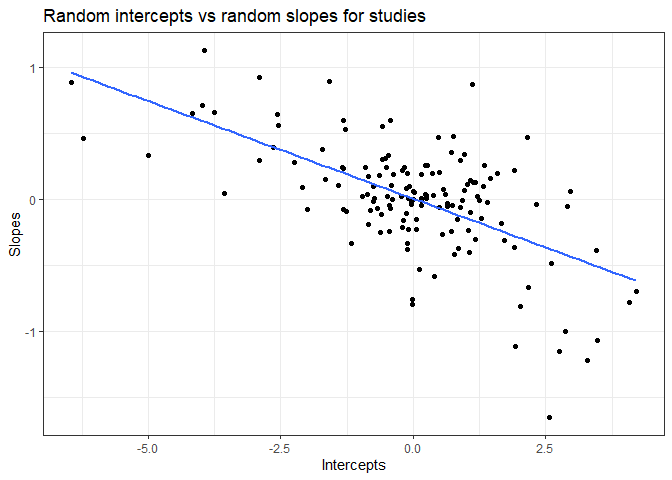 Random intercepts vs random slopes for studies
1
0
-1
Slopes
-5.0
-2.5
0.0
2.5
Intercepts